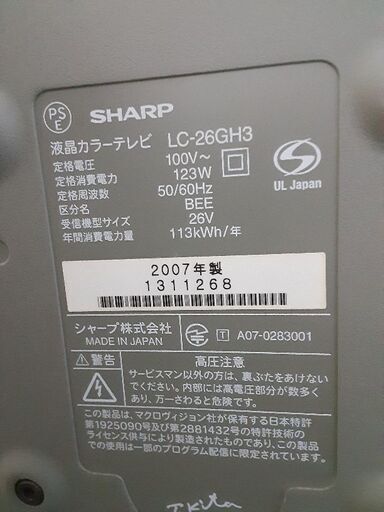 PS
E
SHARP
液晶カラーテレビ LC-26GH3
定格電圧 100V～
定格消費電力 123W
定格周波数 50/60Hz
区分名 BEE
受信機型サイズ 26V
年間消費電力量 113kWh/年
S
UL Japan
2007年製
1311268
シャープ株式会社
MADE IN JAPAN
T A07-0283001
警告 高圧注意
サービスマン以外の方は、裏ぶたをあけない
でください。内部には高電圧部分が数多く
あり、万一さわると危険です。
この製品は、マクロヴィジョン社が保有する日本特許
第1925090号及び第2881432号の特許技術の
ライセンス供与により製造されたものであり、この製品
での使用は一部のプログラム配信に限定されています。